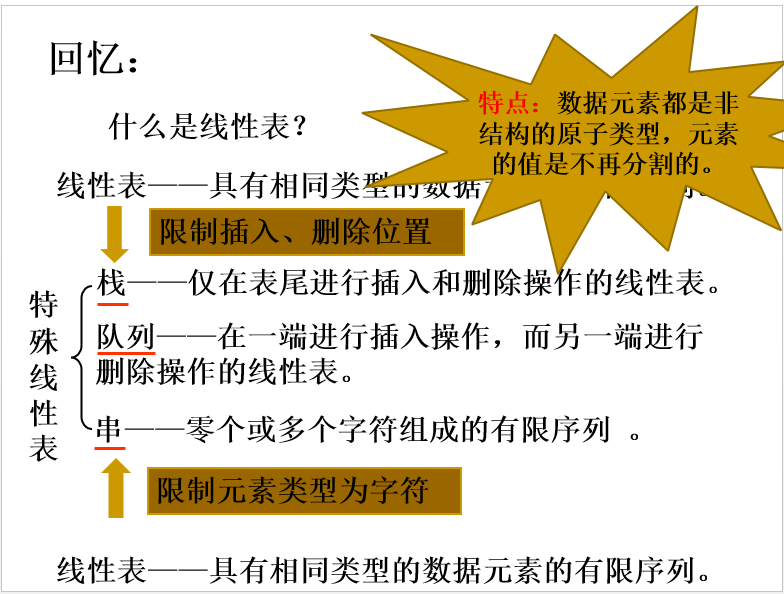 回忆：
特点：数据元素都是非
结构的原子类型，元素
的值是不再分割的。
什么是线性表？
线性表——具有相同类型的数据
限制插入、删除位置
特殊线性表
栈——仅在表尾进行插入和删除操作的线性表。
队列——在一端进行插入操作，而另一端进行
删除操作的线性表。
串——零个或多个字符组成的有限序列 。
限制元素类型为字符
线性表——具有相同类型的数据元素的有限序列。